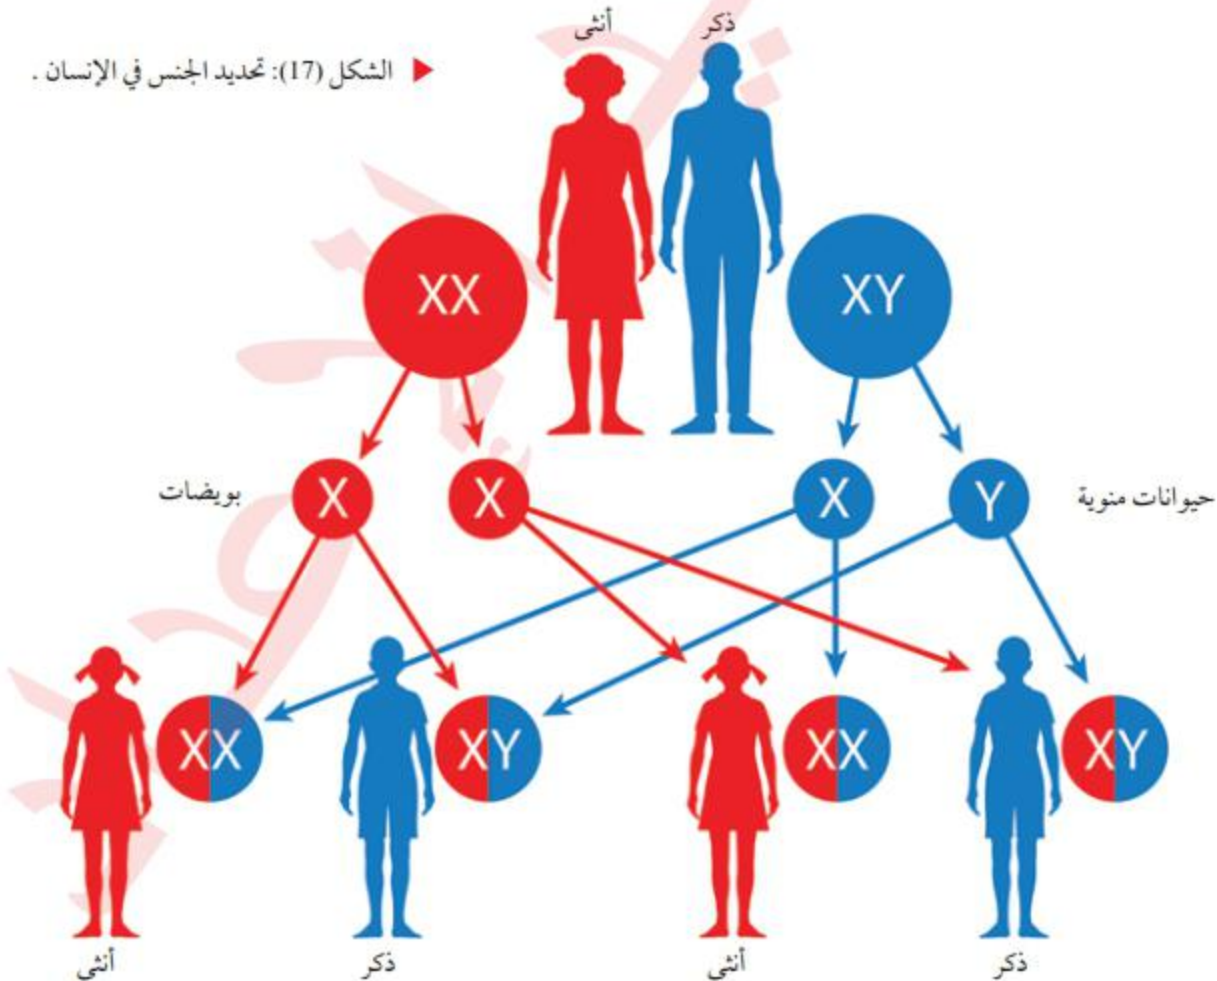 أنثى ذكر
الشكل (17): تحديد الجنس في الإنسان .
XX XY
بويضات X X X Y حيوانات منوية
XX XY XX XY
أنثى ذكر أنثى ذكر